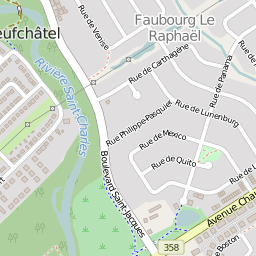 Faubourg Le
Raphaël
eufchâtel
Rue de Venise
Rue de Carthagène
Rue de Panama
Rivière Saint-Charles
Rue de Lunenburg
Rue Philippe-Pasquier
Rue de Mexico
Rue de Quito
Boulevard Saint-Jacques
Avenue Chau
Rue de L
358
Rue Boston